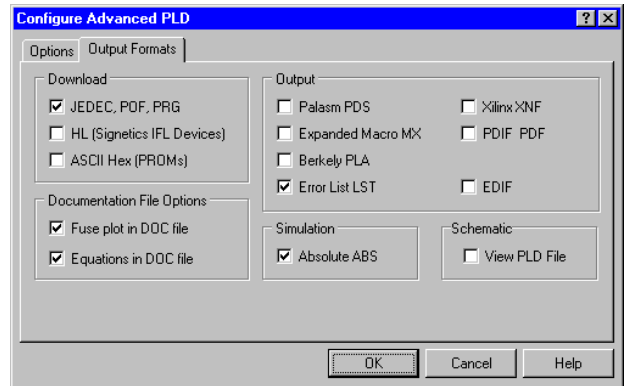 Configure Advanced PLD
? ×
Options
Output Formats
Download
JEDEC, POF, PRG
HL (Signetics IFL Devices)
ASCII Hex (PROMs)
Documentation File Options
Fuse plot in DOC file
Equations in DOC file
Output
Palasm PDS
Xilinx XNF
Expanded Macro MX
PDIF PDF
Berkely PLA
Error List LST
EDIF
Simulation
Absolute ABS
Schematic
View PLD File
OK
Cancel
Help